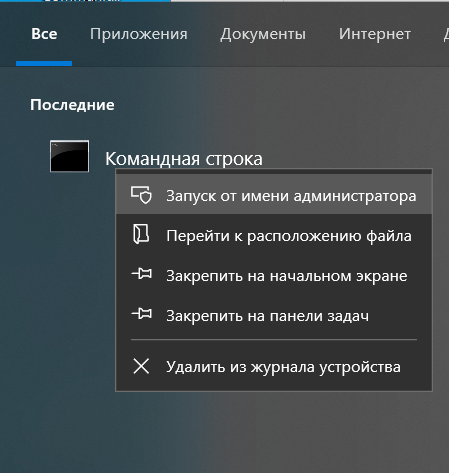 Все Приложения Документы Интернет
Последние
Командная строка
Запуск от имени администратора
Перейти к расположению файла
Закрепить на начальном экране
Закрепить на панели задач
Удалить из журнала устройства